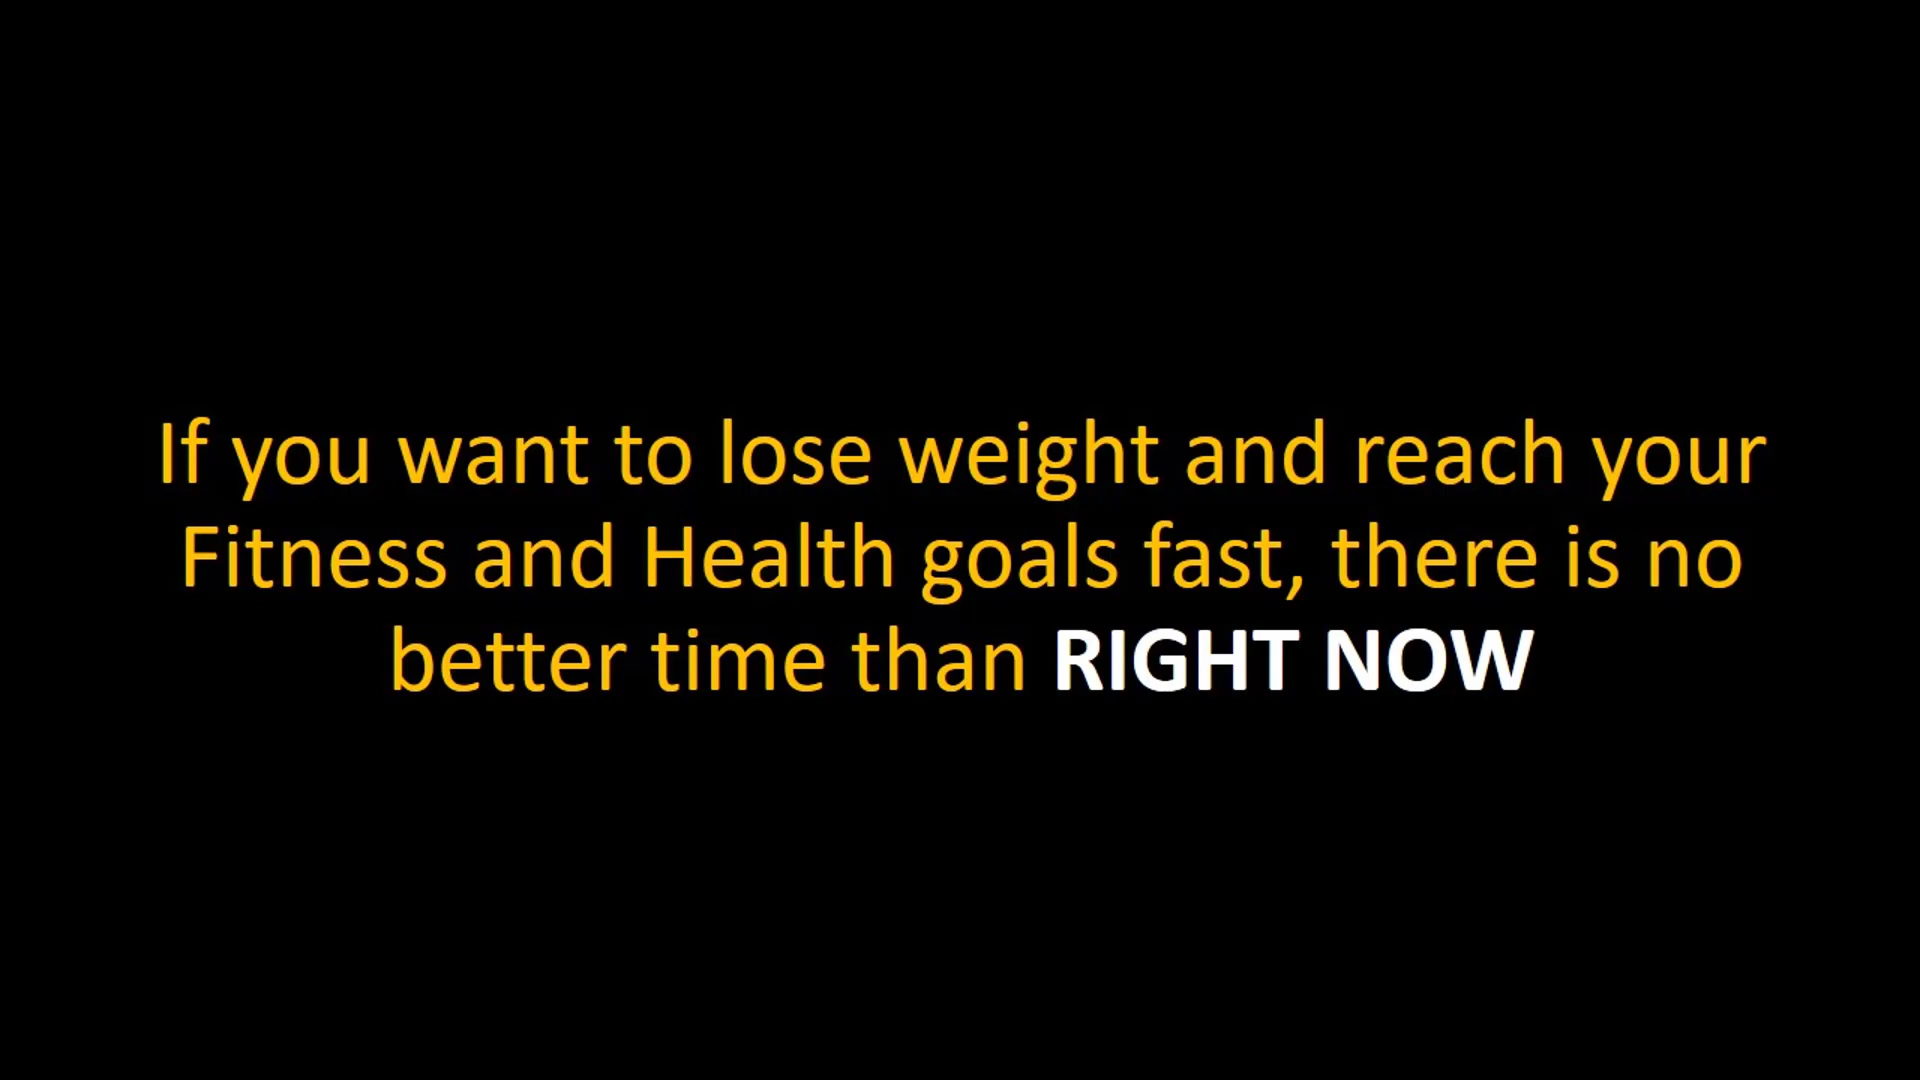 If you want to lose weight and reach your
Fitness and Health goals fast, there is no
better time than RIGHT NOW